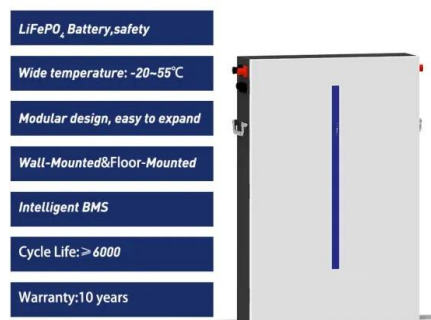 LiFePO₄ Battery,safety
Wide temperature: -20~55℃
Modular design, easy to expand
Wall-Mounted&Floor-Mounted
Intelligent BMS
Cycle Life:≥6000
Warranty:10 years